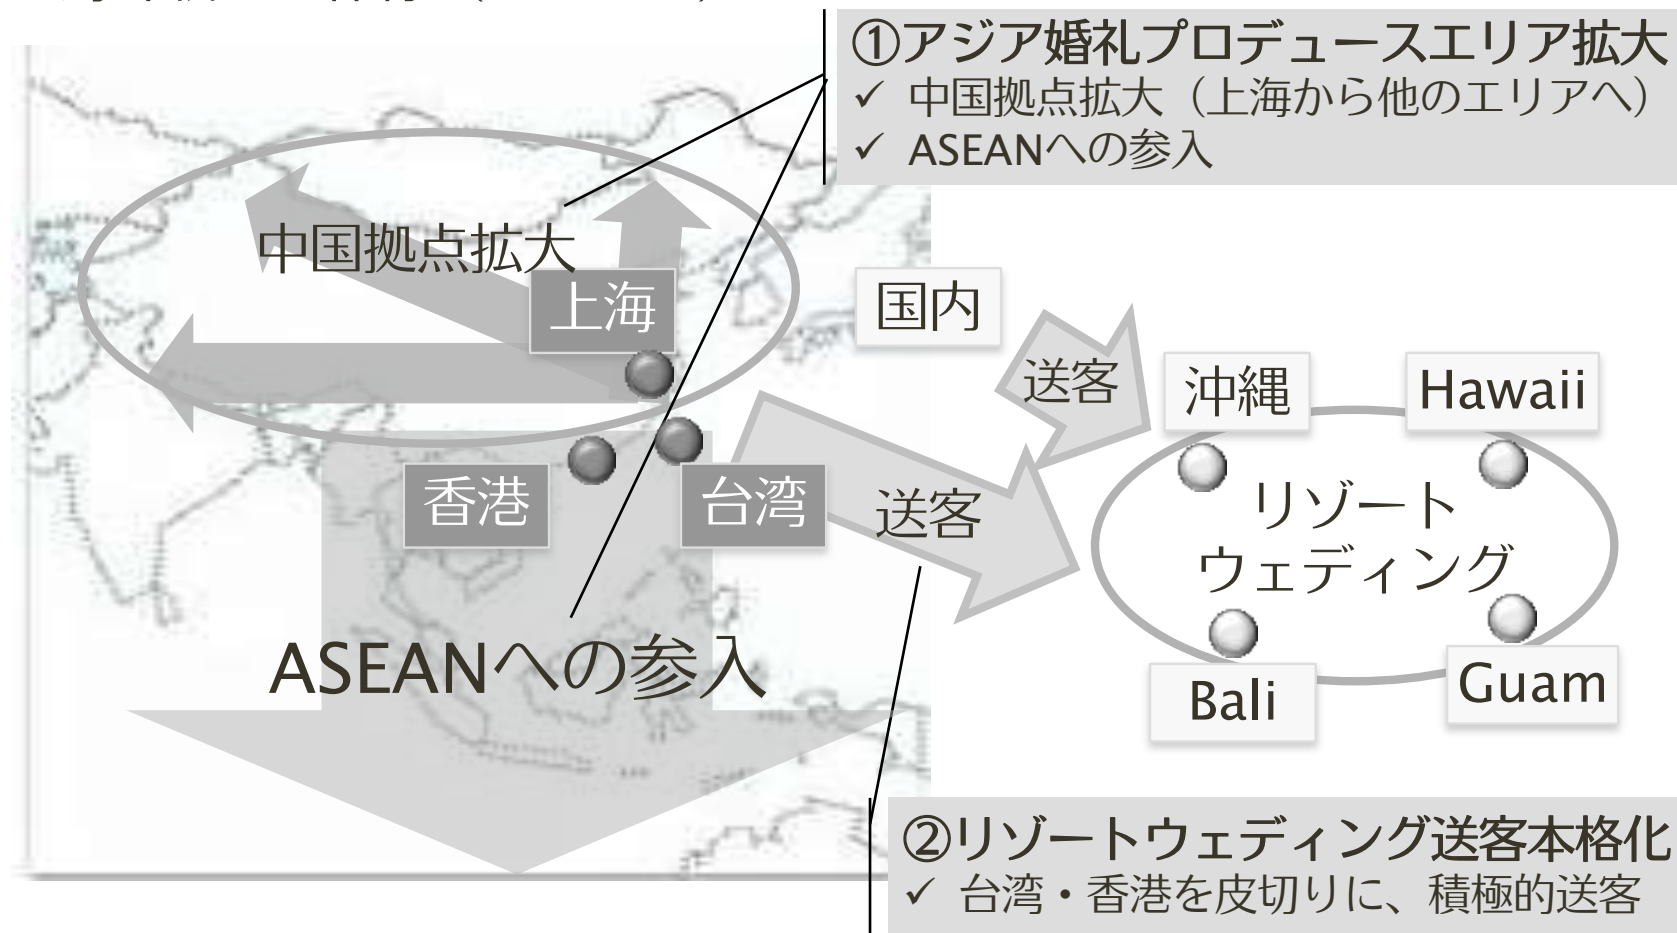 ①アジア婚礼プロデュースエリア拡大
✓ 中国拠点拡大（上海から他のエリアへ）
✓ ASEANへの参入
中国拠点拡大
上海
国内
送客
沖縄
Hawaii
香港
台湾
送客
リゾート
ウェディング
ASEANへの参入
Bali
Guam
②リゾートウェディング送客本格化
✓ 台湾・香港を皮切りに、積極的送客